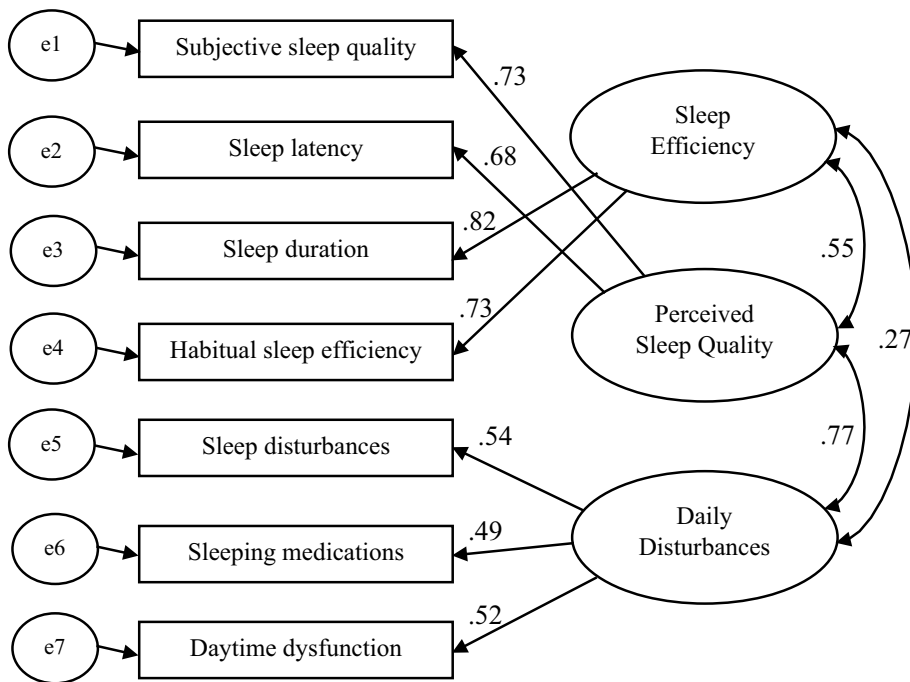 e1
Subjective sleep quality
.73
Sleep
Efficiency
e2
Sleep latency
.68
.82
e3
Sleep duration
.55
.73
Perceived
Sleep Quality
.27
e4
Habitual sleep efficiency
e5
Sleep disturbances
.54
.77
Daily
Disturbances
e6
Sleeping medications
.49
.52
e7
Daytime dysfunction